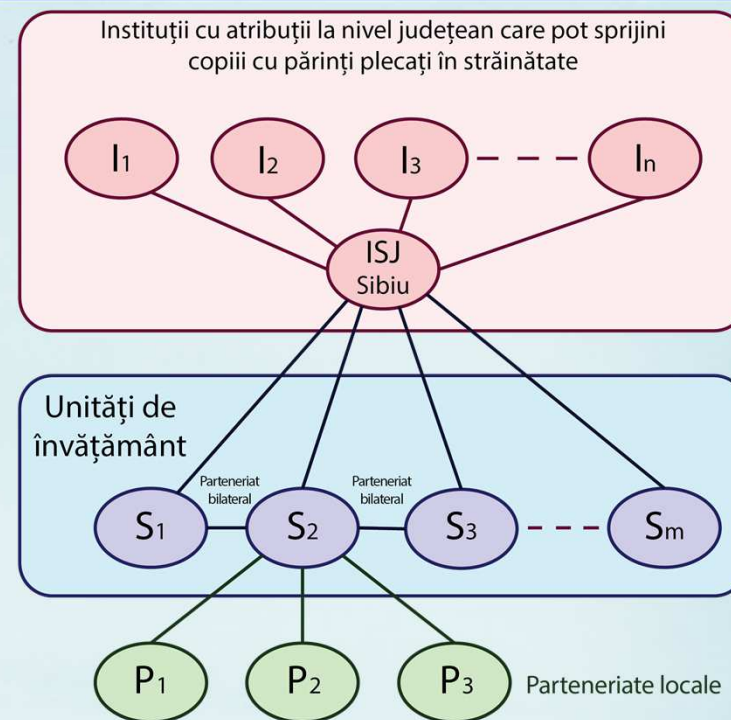 Instituții cu atribuții la nivel județean care pot sprijini
copiii cu părinți plecați în străinătate
I1 I2 I3 In
ISJ
Sibiu
Unități de
învățământ
Parteneriat
bilateral
Parteneriat
bilateral
S1 S2 S3 Sm
P1 P2 P3 Parteneriate locale